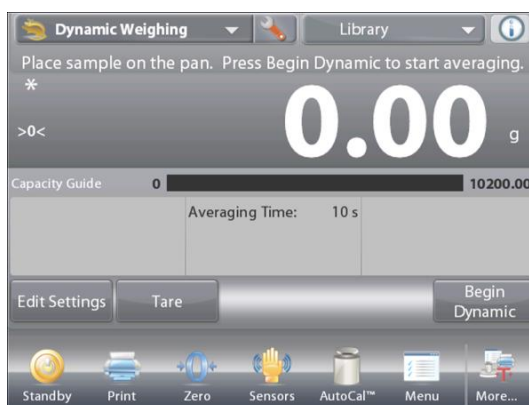 Dynamic Weighing
Library
Place sample on the pan. Press Begin Dynamic to start averaging.
*
>0<
0.00 g
Capacity Guide 0 10200.00
Averaging Time: 10 s
Edit Settings
Tare
Begin Dynamic
Standby
Print
Zero
Sensors
AutoCal™
Menu
More...